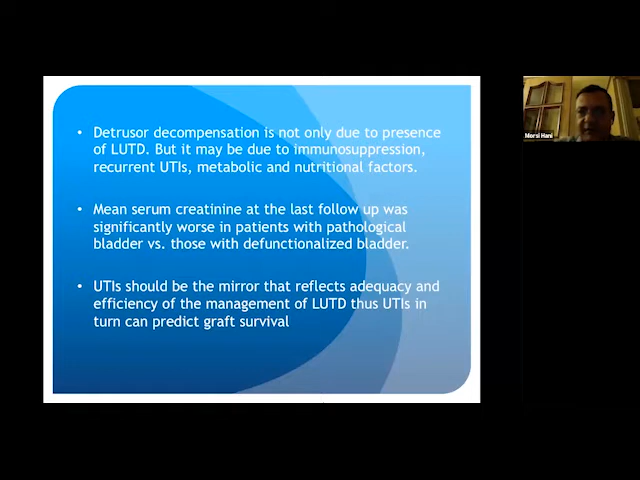 • Detrusor decompensation is not only due to presence
of LUTD. But it may be due to immunosuppression,
recurrent UTIs, metabolic and nutritional factors.
• Mean serum creatinine at the last follow up was
significantly worse in patients with pathological
bladder vs. those with defunctionalized bladder.
• UTIs should be the mirror that reflects adequacy and
efficiency of the management of LUTD thus UTIs in
turn can predict graft survival
Morsi Hani